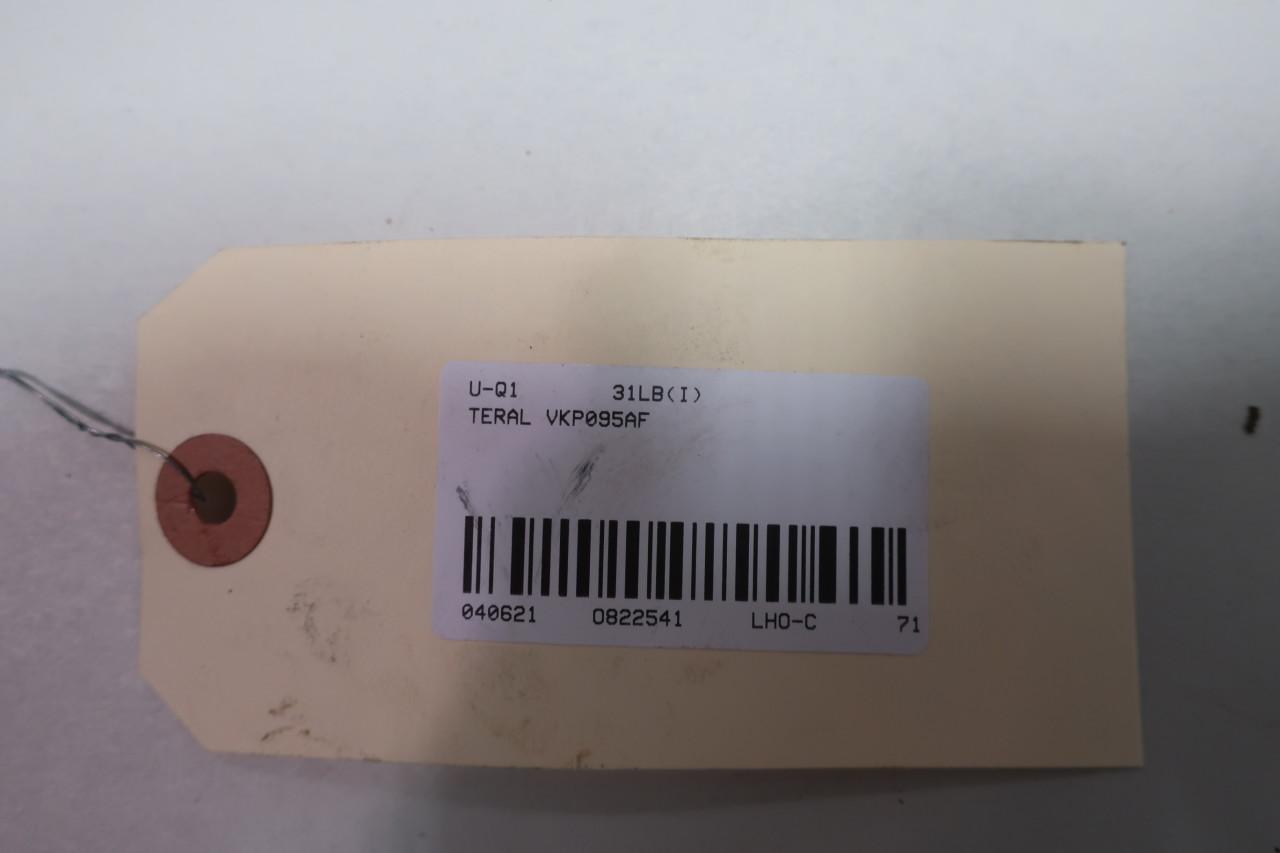 U-Q1 31LB(I)
TERAL VKP095AF
040621 0822541 LHO-C 71